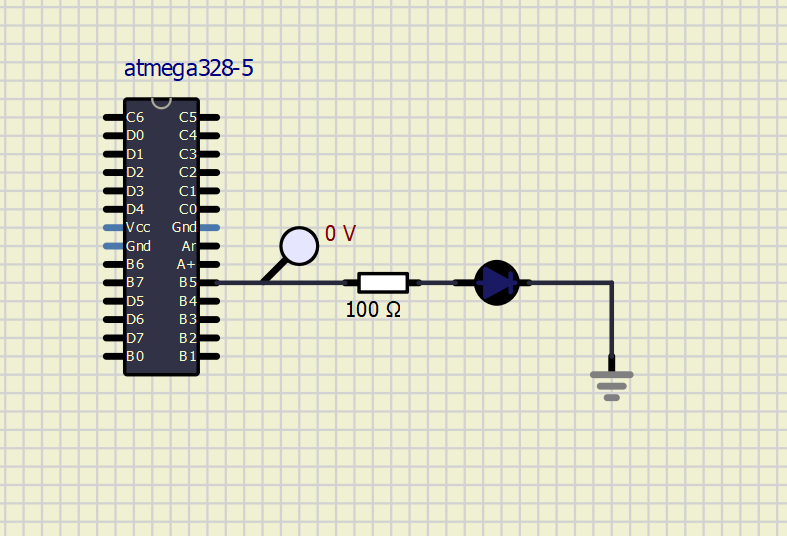 atmega328-5
C6 C5
D0 C4
D1 C3
D2 C2
D3 C1
D4 C0
Vcc Gnd
Gnd Ar
B6 A+
B7 B5
D5 B4
D6 B3
D7 B2
B0 B1
0 V
100 Ω